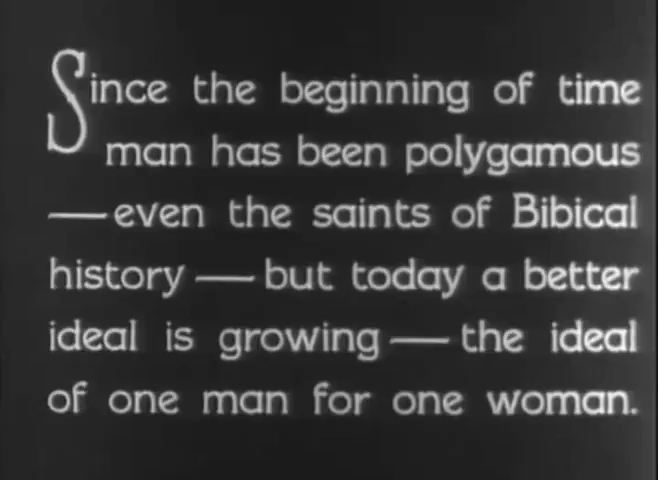 Since the beginning of time
man has been polygamous
—even the saints of Bibical
history — but today a better
ideal is growing — the ideal
of one man for one woman.